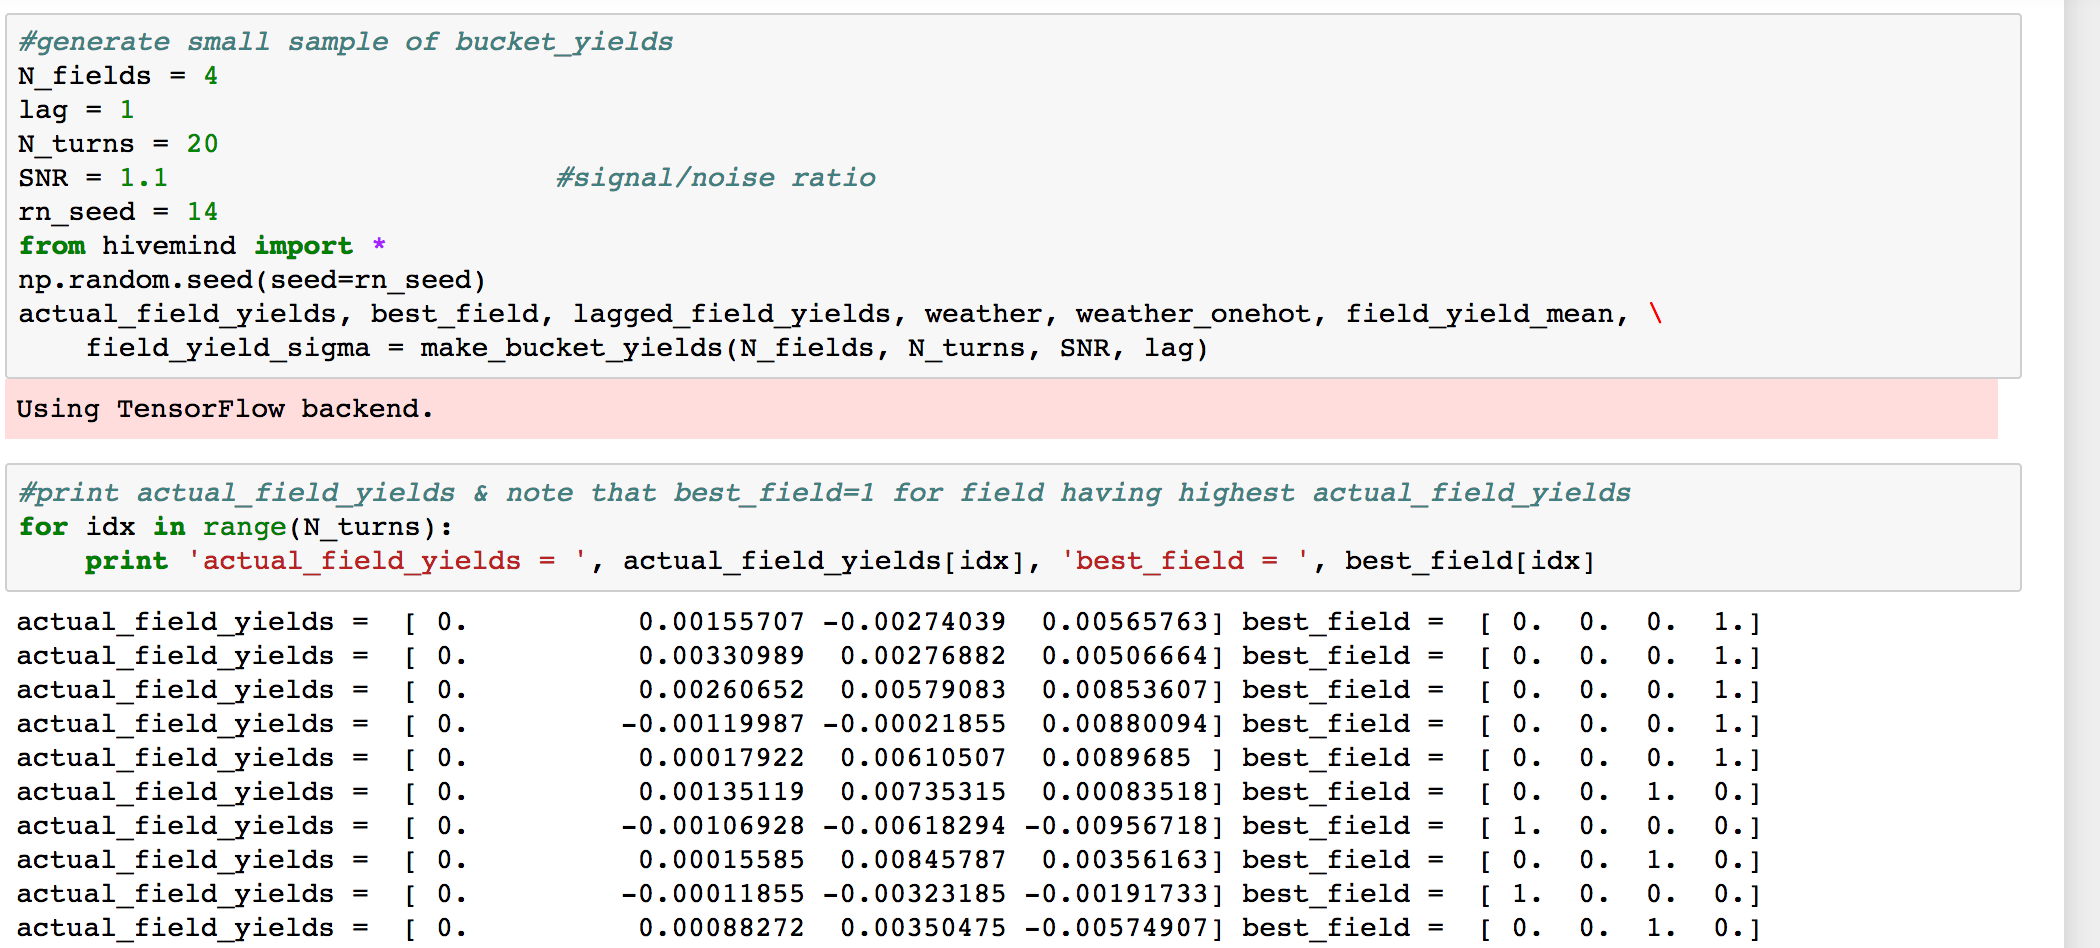 #generate small sample of bucket_yields
N_fields = 4
lag = 1
N_turns = 20
SNR = 1.1                       #signal/noise ratio
rn_seed = 14
from hivemind import *
np.random.seed(seed=rn_seed)
actual_field_yields, best_field, lagged_field_yields, weather, weather_onehot, field_yield_mean, \
    field_yield_sigma = make_bucket_yields(N_fields, N_turns, SNR, lag)
Using TensorFlow backend.
#print actual_field_yields & note that best_field=1 for field having highest actual_field_yields
for idx in range(N_turns):
    print 'actual_field_yields = ', actual_field_yields[idx], 'best_field = ', best_field[idx]
actual_field_yields =  [ 0.          0.00155707 -0.00274039  0.00565763] best_field =  [ 0.  0.  0.  1.]
actual_field_yields =  [ 0.          0.00330989  0.00276882  0.00506664] best_field =  [ 0.  0.  0.  1.]
actual_field_yields =  [ 0.          0.00260652  0.00579083  0.00853607] best_field =  [ 0.  0.  0.  1.]
actual_field_yields =  [ 0.         -0.00119987 -0.00021855  0.00880094] best_field =  [ 0.  0.  0.  1.]
actual_field_yields =  [ 0.          0.00017922  0.00610507  0.0089685 ] best_field =  [ 0.  0.  0.  1.]
actual_field_yields =  [ 0.          0.00135119  0.00735315  0.00083518] best_field =  [ 0.  0.  1.  0.]
actual_field_yields =  [ 0.         -0.00106928 -0.00618294 -0.00956718] best_field =  [ 1.  0.  0.  0.]
actual_field_yields =  [ 0.          0.00015585  0.00845787  0.00356163] best_field =  [ 0.  0.  1.  0.]
actual_field_yields =  [ 0.         -0.00011855 -0.00323185 -0.00191733] best_field =  [ 1.  0.  0.  0.]
actual_field_yields =  [ 0.          0.00088272  0.00350475 -0.00574907] best_field =  [ 0.  0.  1.  0.]